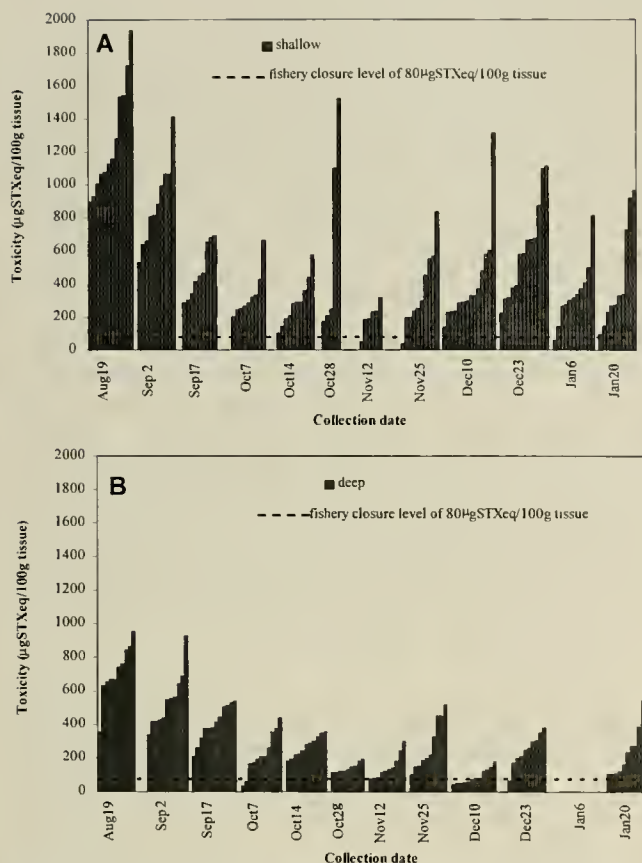 A
shallow
fishery closure level of 80µgSTXeq/100g tissue
Toxicity (µgSTXeq/100g tissue)
2000
1800
1600
1400
1200
1000
800
600
400
200
0
Aug19
Sep 2
Sep17
Oct7
Oct14
Oct28
Nov12
Nov25
Dec10
Dec23
Jan6
Jan20
Collection date
B
deep
fishery closure level of 80µgSTXeq/100g tissue
Toxicity (µgSTXeq/100g tissue)
2000
1800
1600
1400
1200
1000
800
600
400
200
0
Aug19
Sep2
Sep17
Oct7
Oct14
Oct28
Nov12
Nov25
Dec10
Dec23
Jan6
Jan20
Collection date